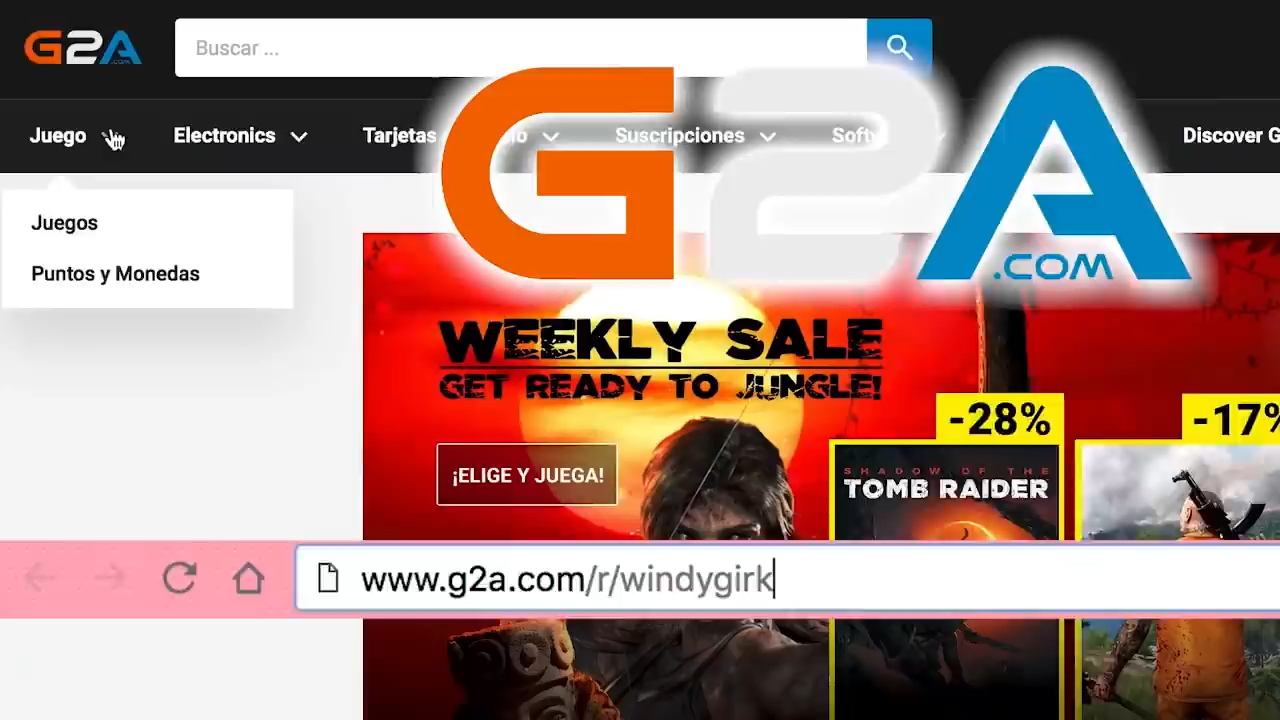 G2A
.COM
Buscar ...
G2A
.COM
Juego
Electronics
Tarjetas
Suscripciones
Discover G
Juegos
Puntos y Monedas
WEEKLY SALE
GET READY TO JUNGLE!
-28%
-17%
¡ELIGE Y JUEGA!
SHADOW OF THE
TOMB RAIDER
www.g2a.com/r/windygirk